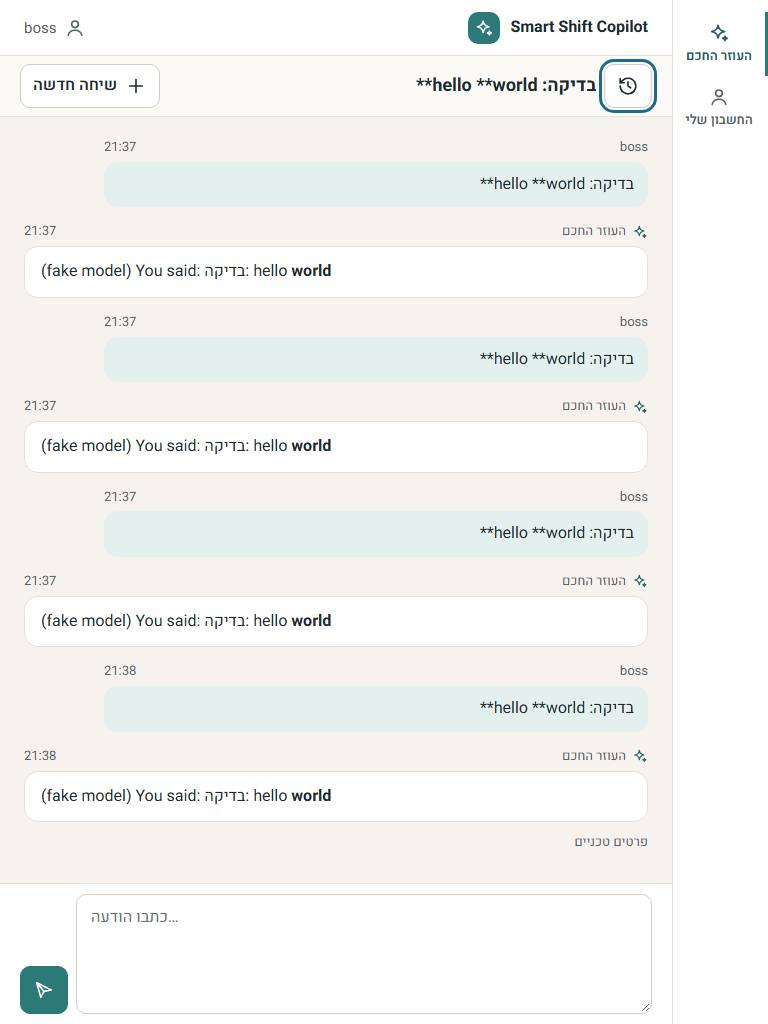 Smart Shift Copilot
boss
העוזר החכם
החשבון שלי
בדיקה: hello **world**
שיחה חדשה
boss 21:37
בדיקה: hello **world**
העוזר החכם 21:37
(fake model) You said: בדיקה: hello world
boss 21:37
בדיקה: hello **world**
העוזר החכם 21:37
(fake model) You said: בדיקה: hello world
boss 21:37
בדיקה: hello **world**
העוזר החכם 21:37
(fake model) You said: בדיקה: hello world
boss 21:38
בדיקה: hello **world**
העוזר החכם 21:38
(fake model) You said: בדיקה: hello world
פרטים טכניים
כתבו הודעה…